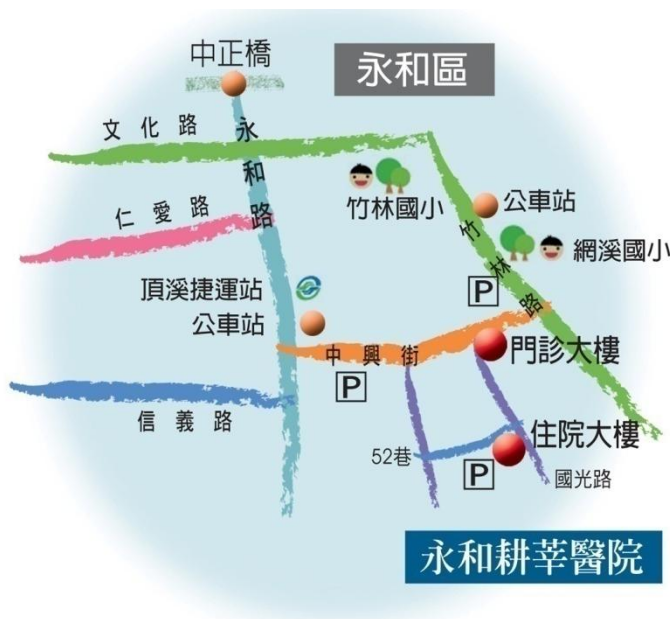 中正橋
永和區
文化路
永和路
仁愛路
竹林國小
公車站
竹林路
網溪國小
頂溪捷運站
公車站
P
中興街
門診大樓
P
信義路
住院大樓
52巷
P
國光路
永和耕莘醫院